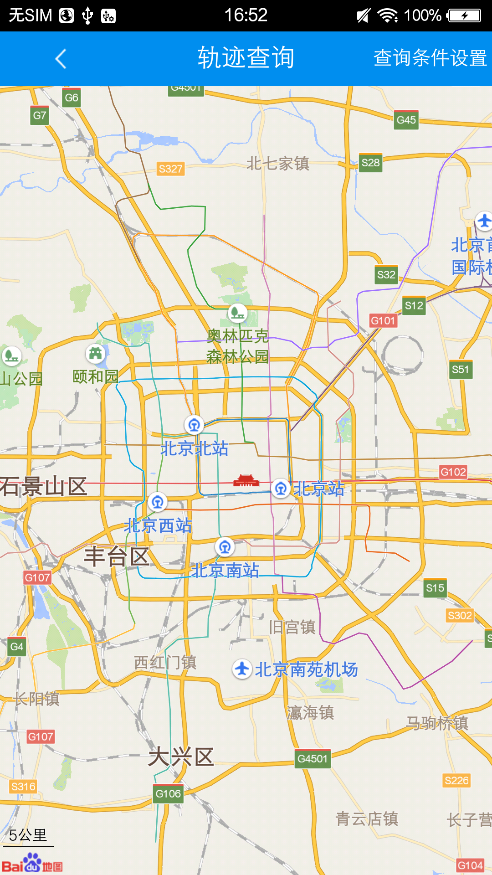 无SIM 16:52 100%
轨迹查询 查询条件设置
G4501
G6
G7
G45
S28
北七家镇
S327
北京首
国际机
S32
S12
G101
奥林匹克
森林公园
S51
山公园
颐和园
北京北站
G102
石景山区
北京站
北京西站
丰台区
北京南站
G107
S15
S302
旧宫镇
G4
S
西红门镇
北京南苑机场
长阳镇
瀛海镇
马驹桥镇
G107
大兴区
G4501
S226
S316
G106
青云店镇
长子营
5公里
Bai地图
G104